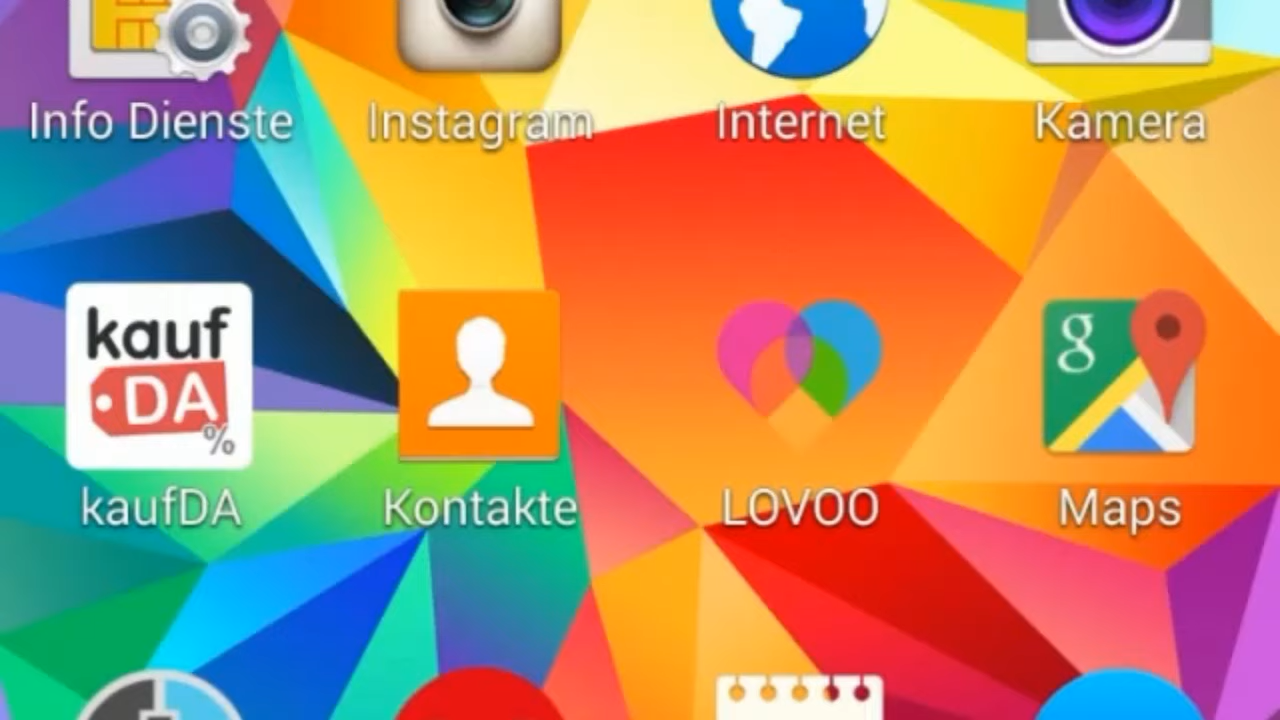 Info Dienste
Instagram
Internet
Kamera
kauf
DA
%
g
kaufDA
Kontakte
LOVOO
Maps